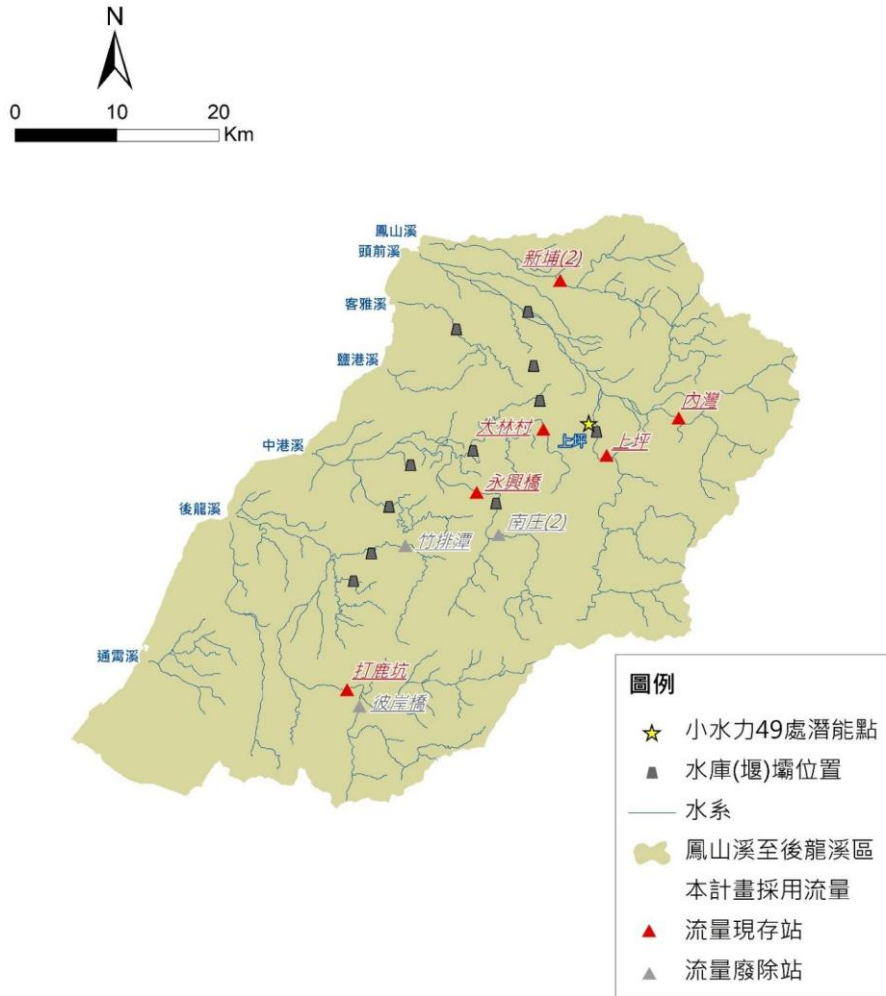 N
0 10 20
Km
鳳山溪
頭前溪
新埔(2)
客雅溪
鹽港溪
內灣
大林村
上坪
上坪
中港溪
永興橋
後龍溪
南庄(2)
竹排潭
通霄溪
打鹿坑
彼岸橋
圖例
小水力49處潛能點
水庫(堰)壩位置
水系
鳳山溪至後龍溪區
本計畫採用流量
流量現存站
流量廢除站